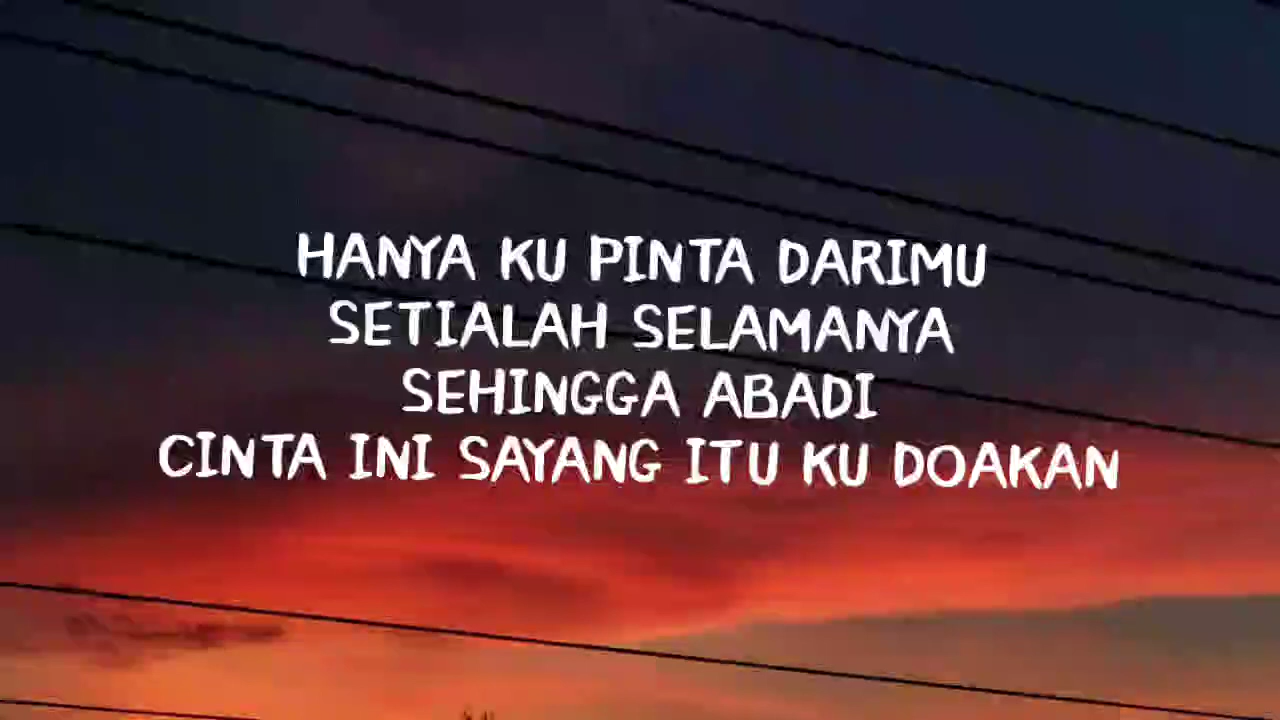 HANYA KU PINTA DARIMU
SETIALAH SELAMANYA
SEHINGGA ABADI
CINTA INI SAYANG ITU KU DOAKAN